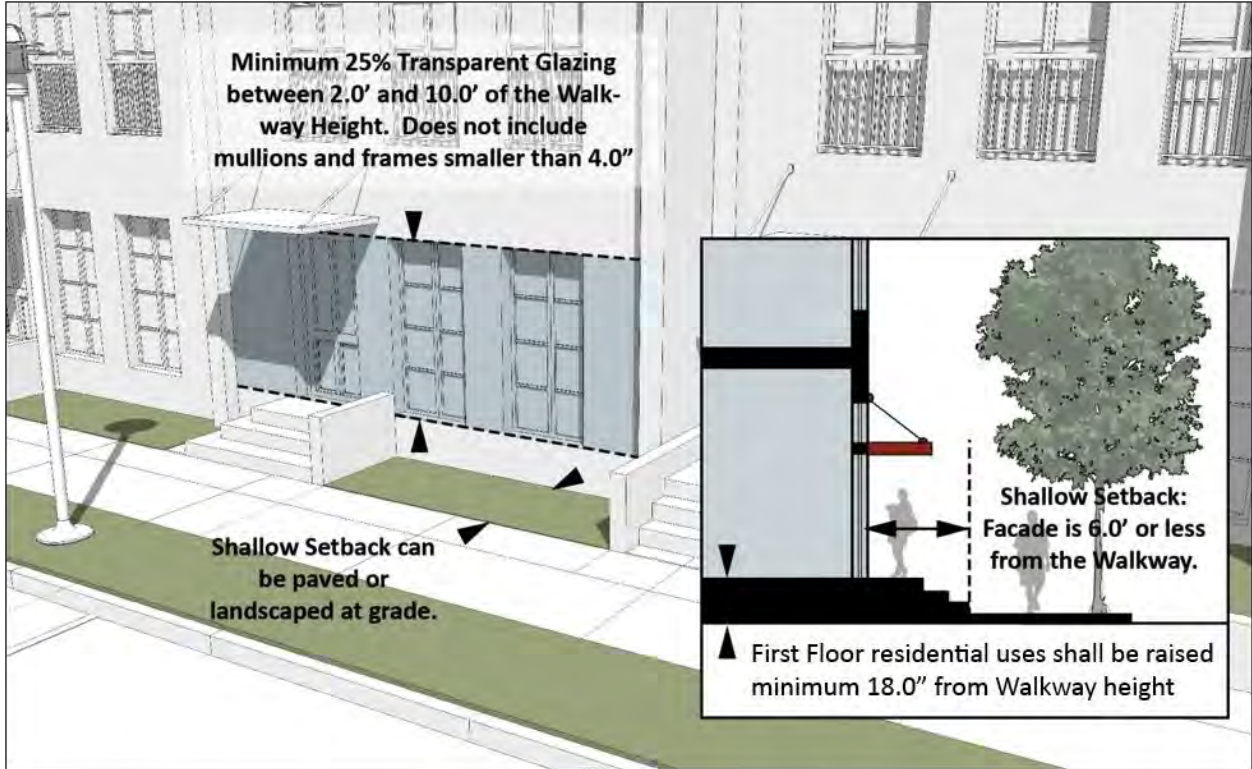 Minimum 25% Transparent Glazing
between 2.0’ and 10.0’ of the Walk-
way Height.  Does not include
mullions and frames smaller than 4.0”
Shallow Setback can
be paved or
landscaped at grade.
Shallow Setback:
Facade is 6.0’ or less
from the Walkway.
First Floor residential uses shall be raised
minimum 18.0” from Walkway height